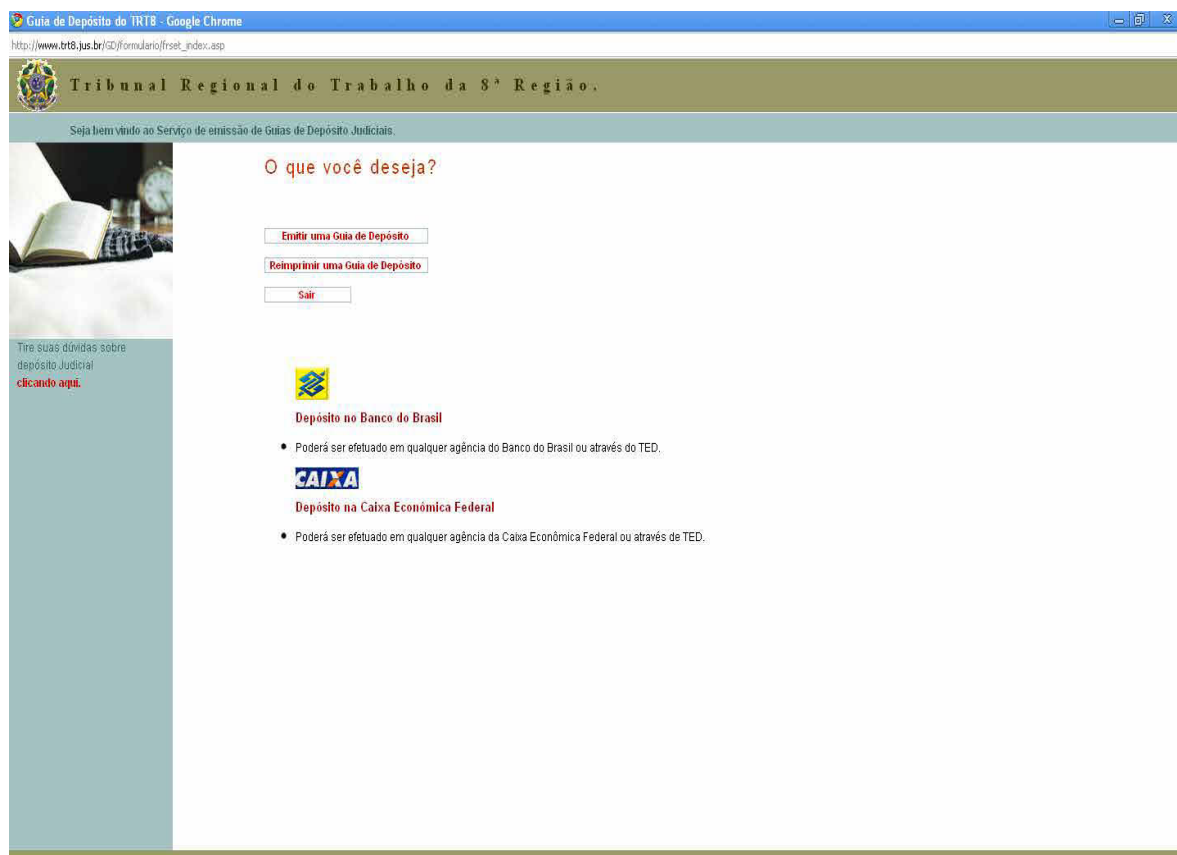 Guia de Depósito do TRT8 - Google Chrome
http://www.trt8.jus.br/GD/formulario/frset_index.asp
Tribunal Regional do Trabalho da 8ª Região.
Seja bem vindo ao Serviço de emissão de Guias de Depósito Judiciais.
O que você deseja?
Emitir uma Guia de Depósito
Reimprimir uma Guia de Depósito
Sair
Tire suas dúvidas sobre
depósito Judicial
clicando aqui.
Depósito no Banco do Brasil
• Poderá ser efetuado em qualquer agência do Banco do Brasil ou através do TED.
CAIXA
Depósito na Caixa Econômica Federal
• Poderá ser efetuado em qualquer agência da Caixa Econômica Federal ou através de TED.